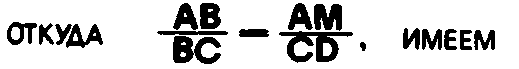 ОТКУДА AB/BC — AM/CD, ИМЕЕМ